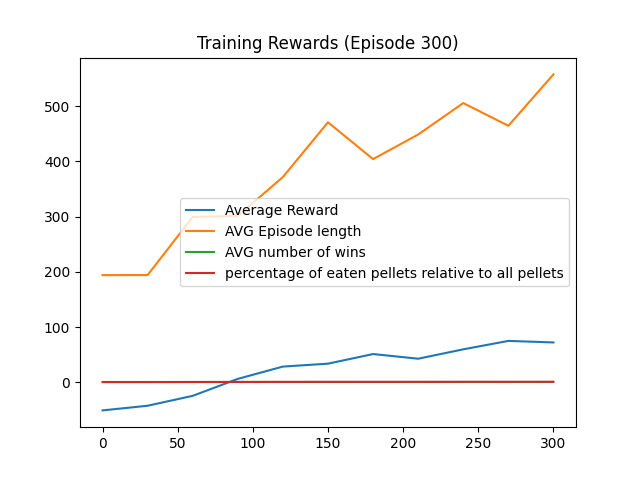 Training Rewards (Episode 300)
500
400
300
200
100
0
Average Reward
AVG Episode length
AVG number of wins
percentage of eaten pellets relative to all pellets
0
50
100
150
200
250
300